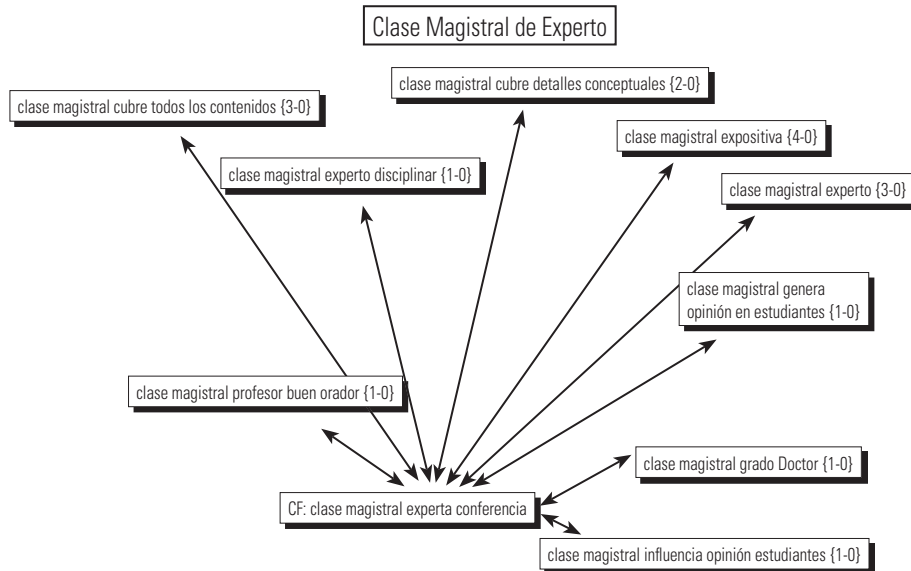 Clase Magistral de Experto
clase magistral cubre detalles conceptuales {2-0}
clase magistral cubre todos los contenidos {3-0}
clase magistral expositiva {4-0}
clase magistral experto disciplinar {1-0}
clase magistral experto {3-0}
clase magistral genera
opinión en estudiantes {1-0}
clase magistral profesor buen orador {1-0}
clase magistral grado Doctor {1-0}
CF: clase magistral experta conferencia
clase magistral influencia opinión estudiantes {1-0}